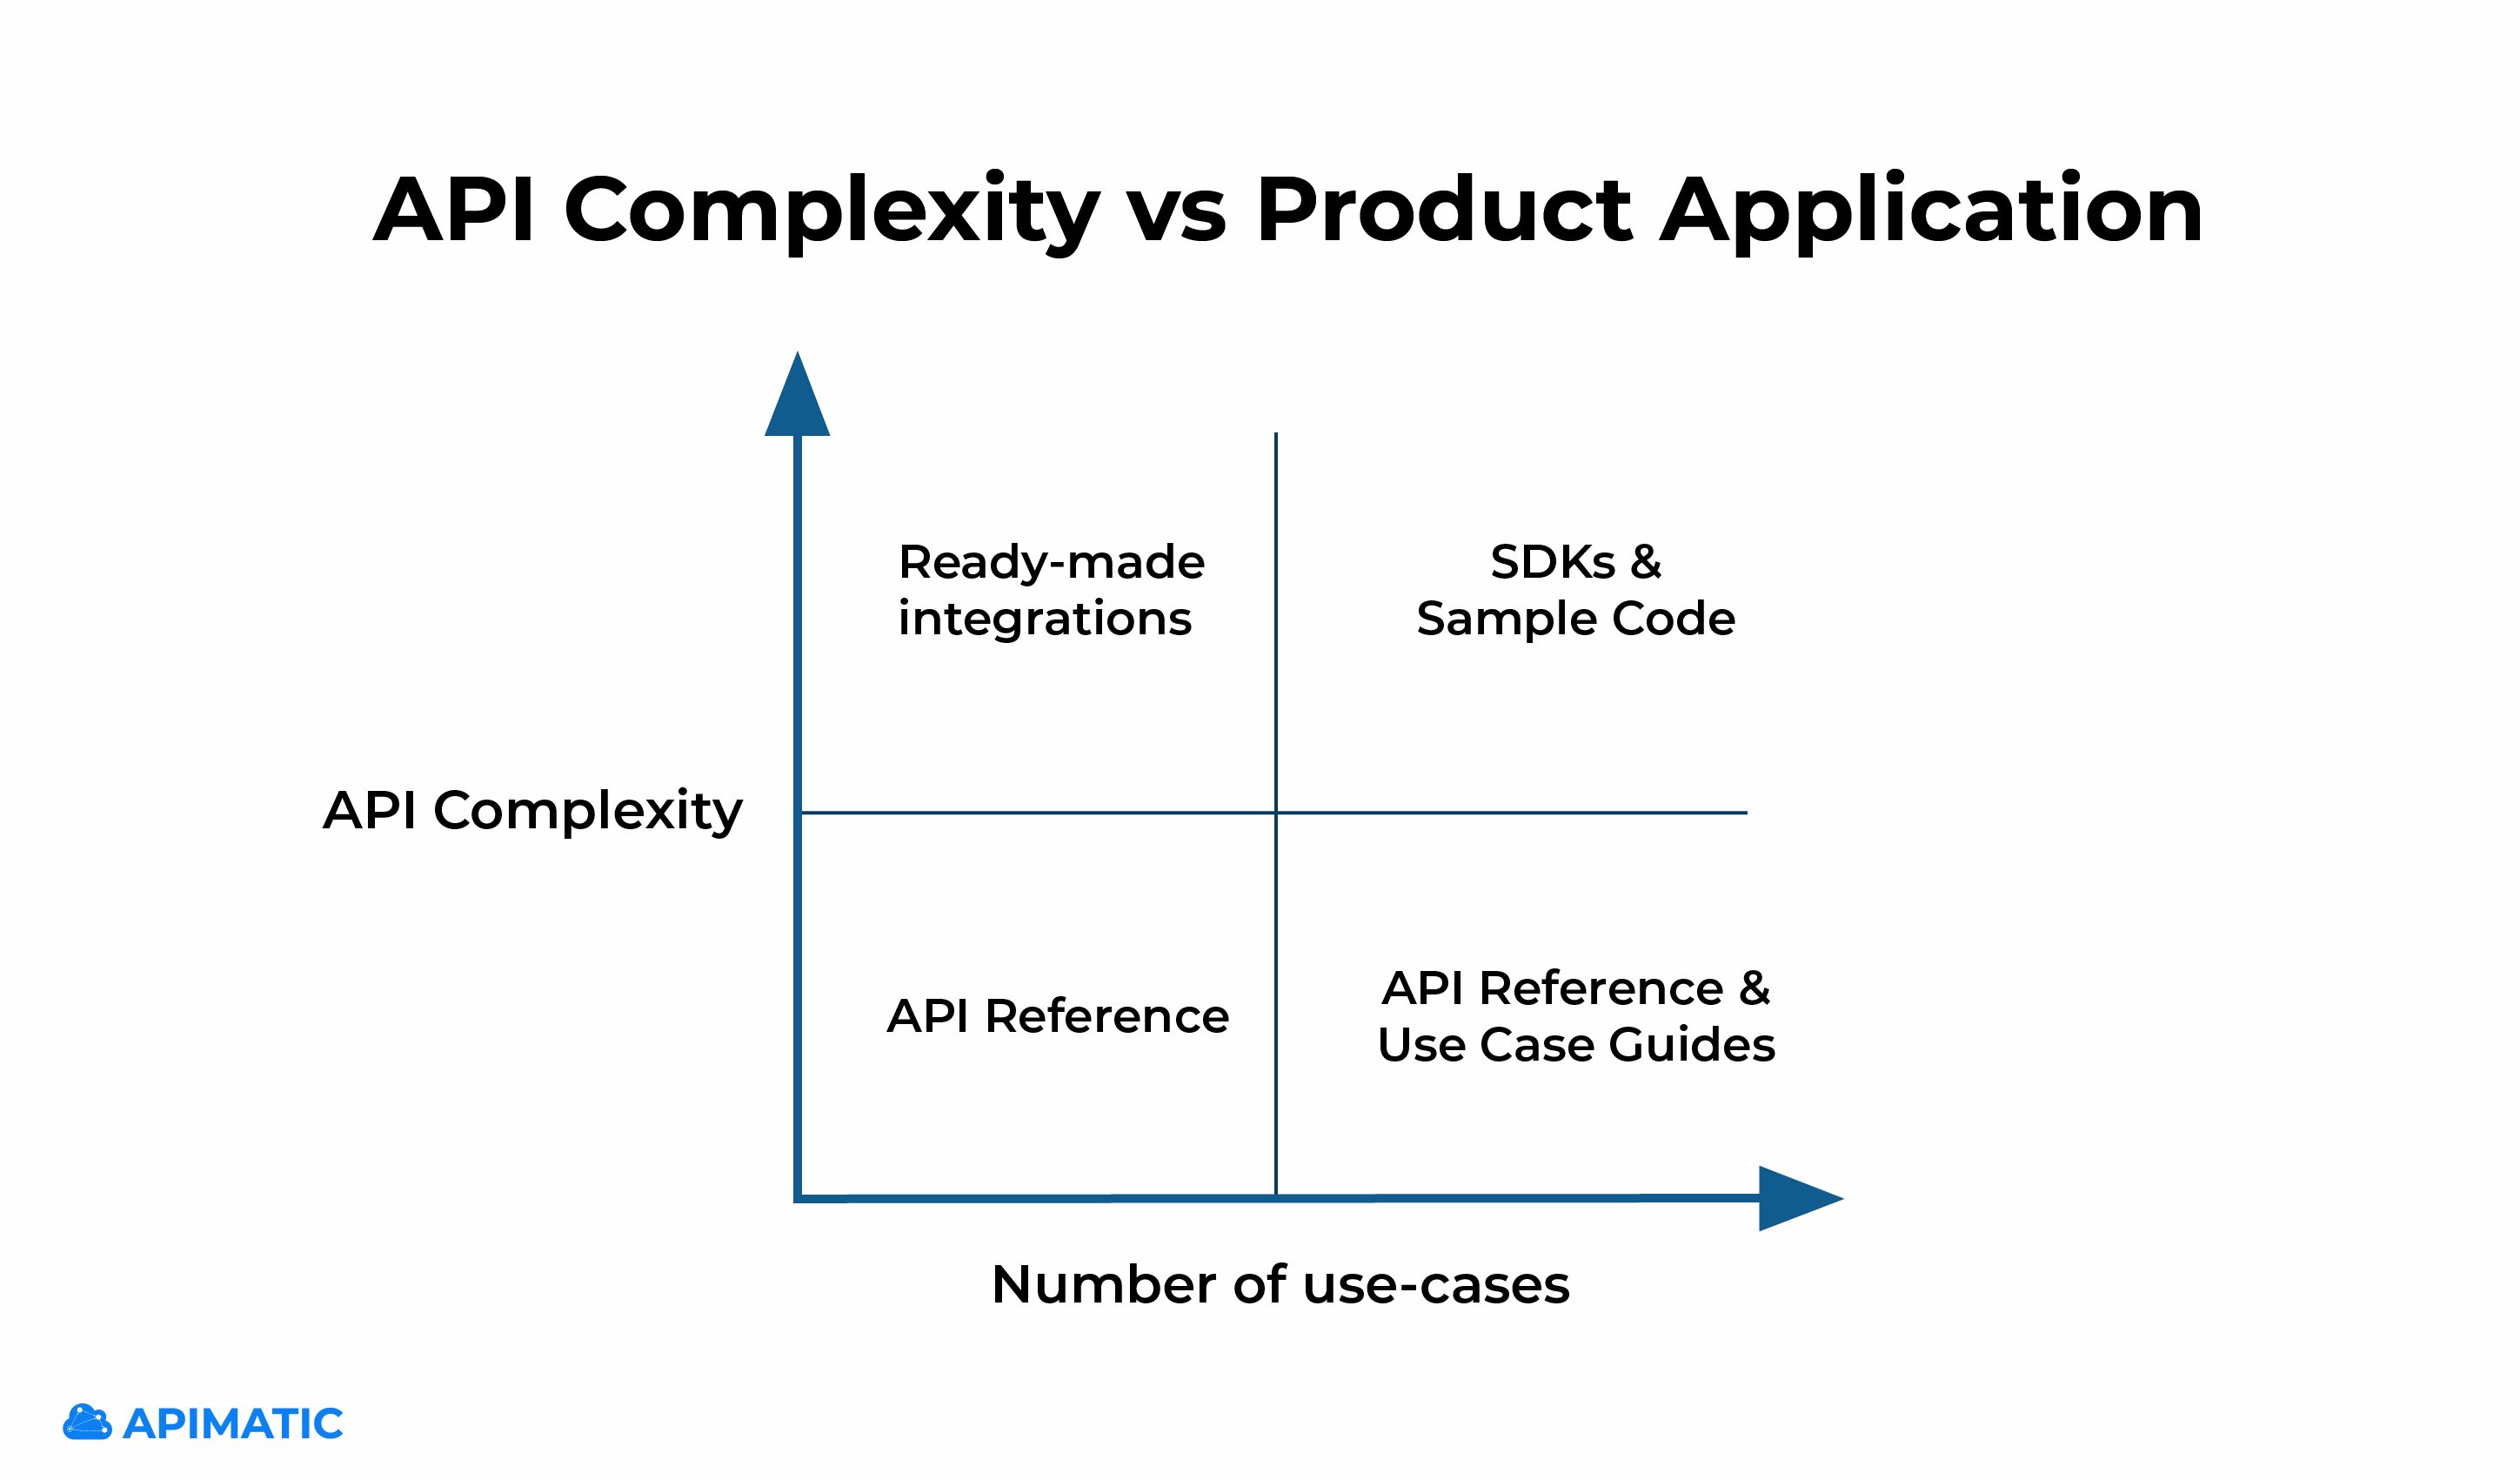 API Complexity vs Product Application
Ready-made
integrations
SDKs &
Sample Code
API Complexity
API Reference
API Reference &
Use Case Guides
Number of use-cases
APIMATIC